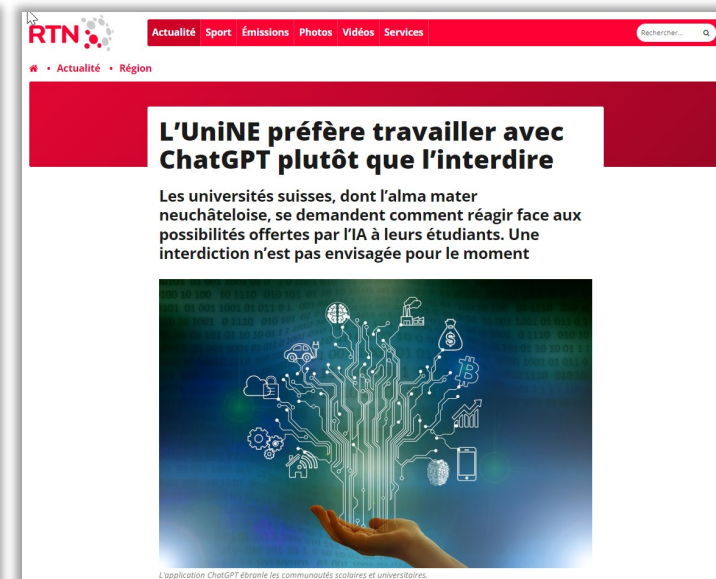 RTN
Actualité Sport Émissions Photos Vidéos Services
Rechercher...
Actualité ▪ Région
L'UniNE préfère travailler avec
ChatGPT plutôt que l'interdire
Les universités suisses, dont l'alma mater
neuchâteloise, se demandent comment réagir face aux
possibilités offertes par l'IA à leurs étudiants. Une
interdiction n'est pas envisagée pour le moment
L'application ChatGPT ébranle les communautés scolaires et universitaires.